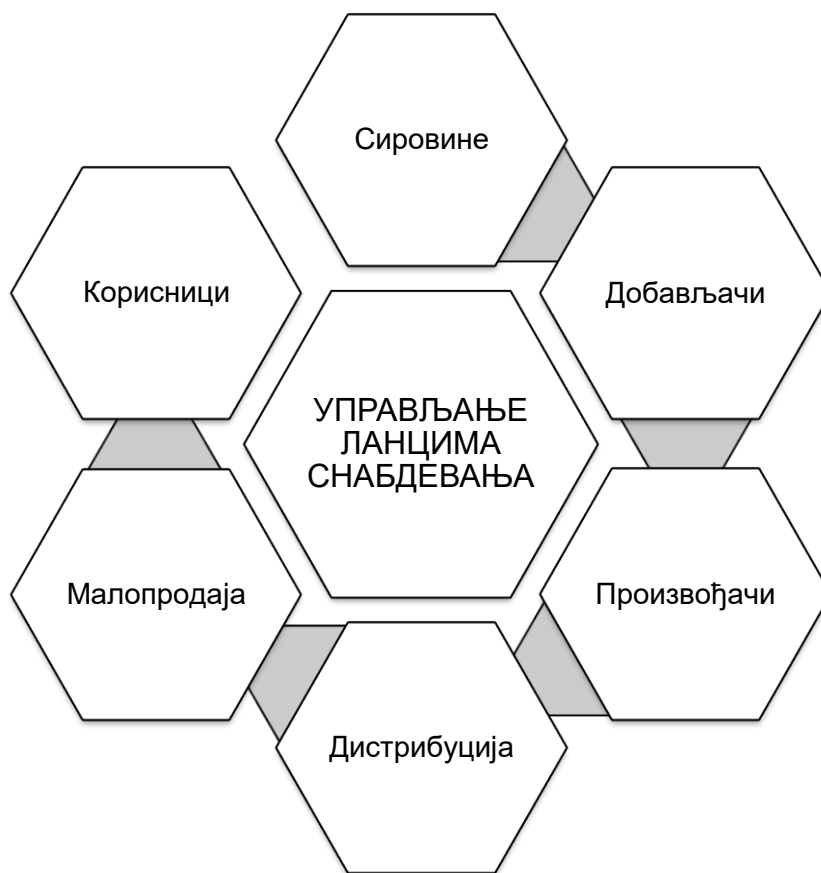 Сировине
Добављачи
Произвођачи
Дистрибуција
Малопродаја
Корисници
УПРАВЉАЊЕ
ЛАНЦИМА
СНАБДЕВАЊА